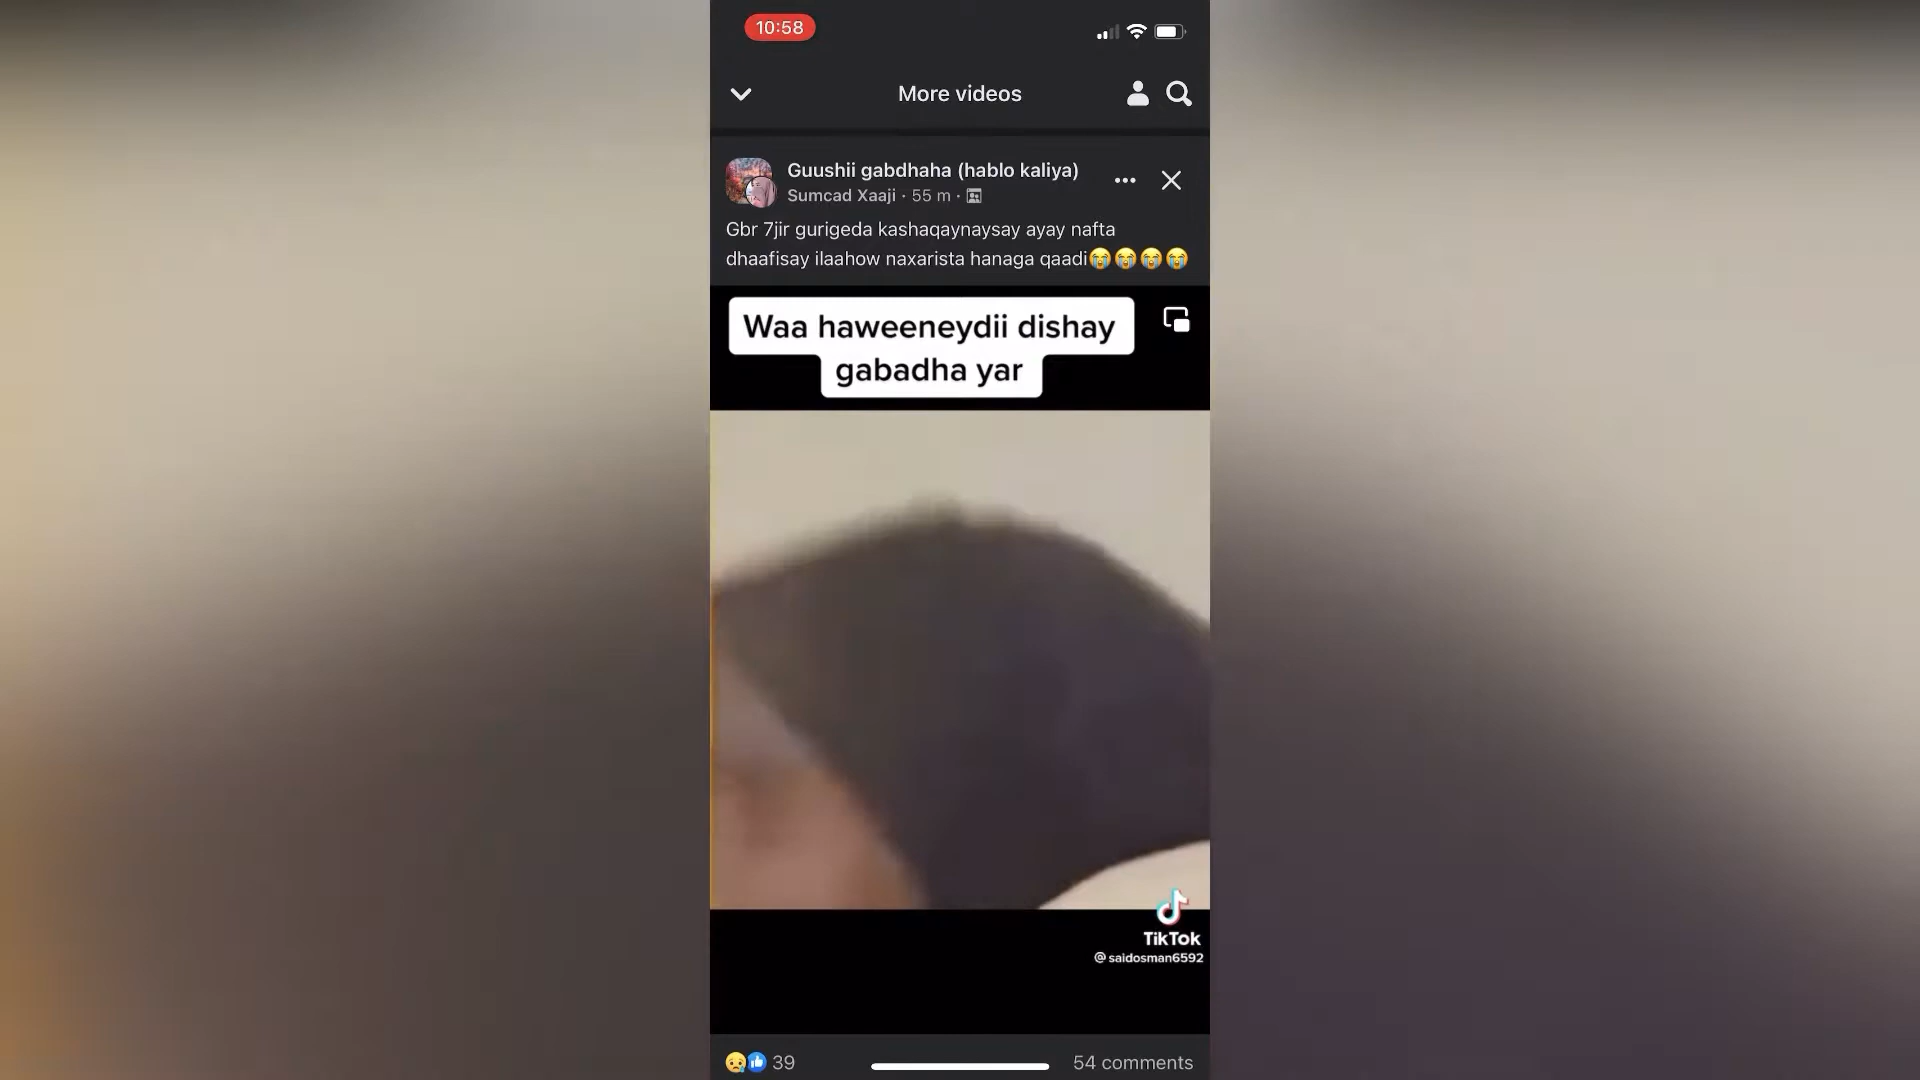 10:58
More videos
Guushii gabdhaha (hablo kaliya)
Sumcad Xaaji · 55 m ·
Gbr 7jir gurigeda kashaqaynaysay ayay nafta
dhaafisay ilaahow naxarista hanaga qaadi😭😭😭😭
Waa haweeneydii dishay
gabadha yar
TikTok
@saidosman6592
39
54 comments